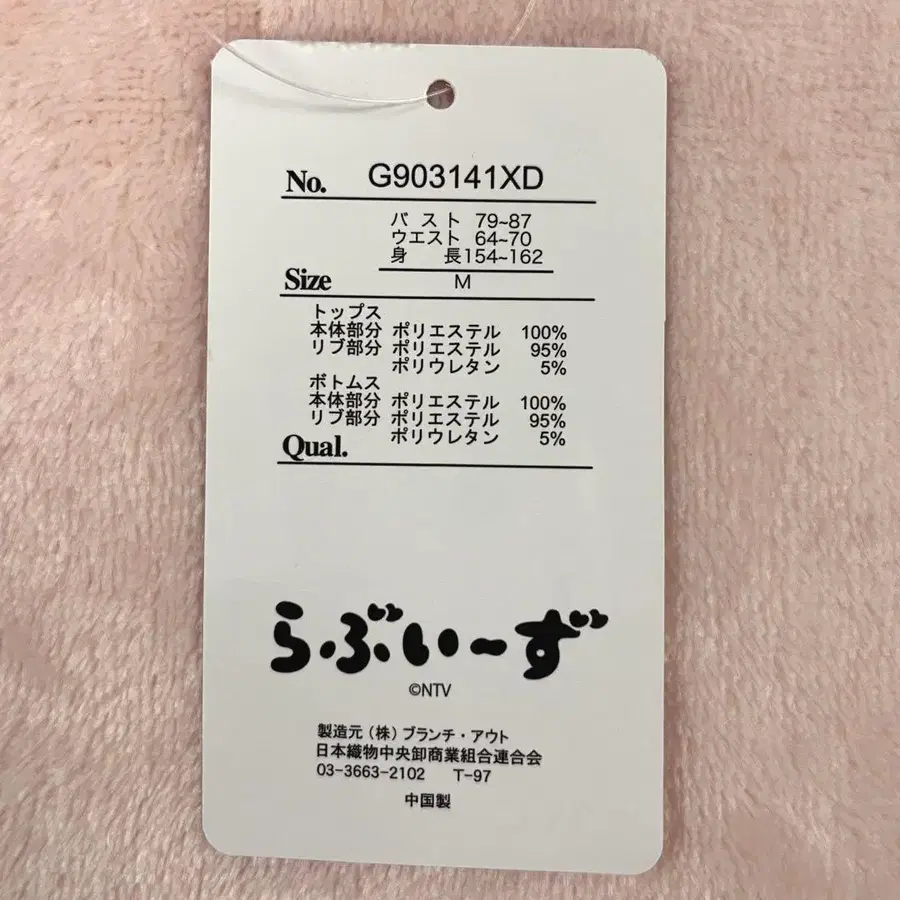 No. G903141XD
バスト 79~87
ウエスト 64~70
身 長154~162
Size M
トップス
本体部分 ポリエステル 100%
リブ部分 ポリエステル 95%
ポリウレタン 5%
ボトムス
本体部分 ポリエステル 100%
リブ部分 ポリエステル 95%
ポリウレタン 5%
Qual.
らぶい~ず
©NTV
製造元(株)ブランチ・アウト
日本織物中央卸商業組合連合会
03-3663-2102 T-97
中国製